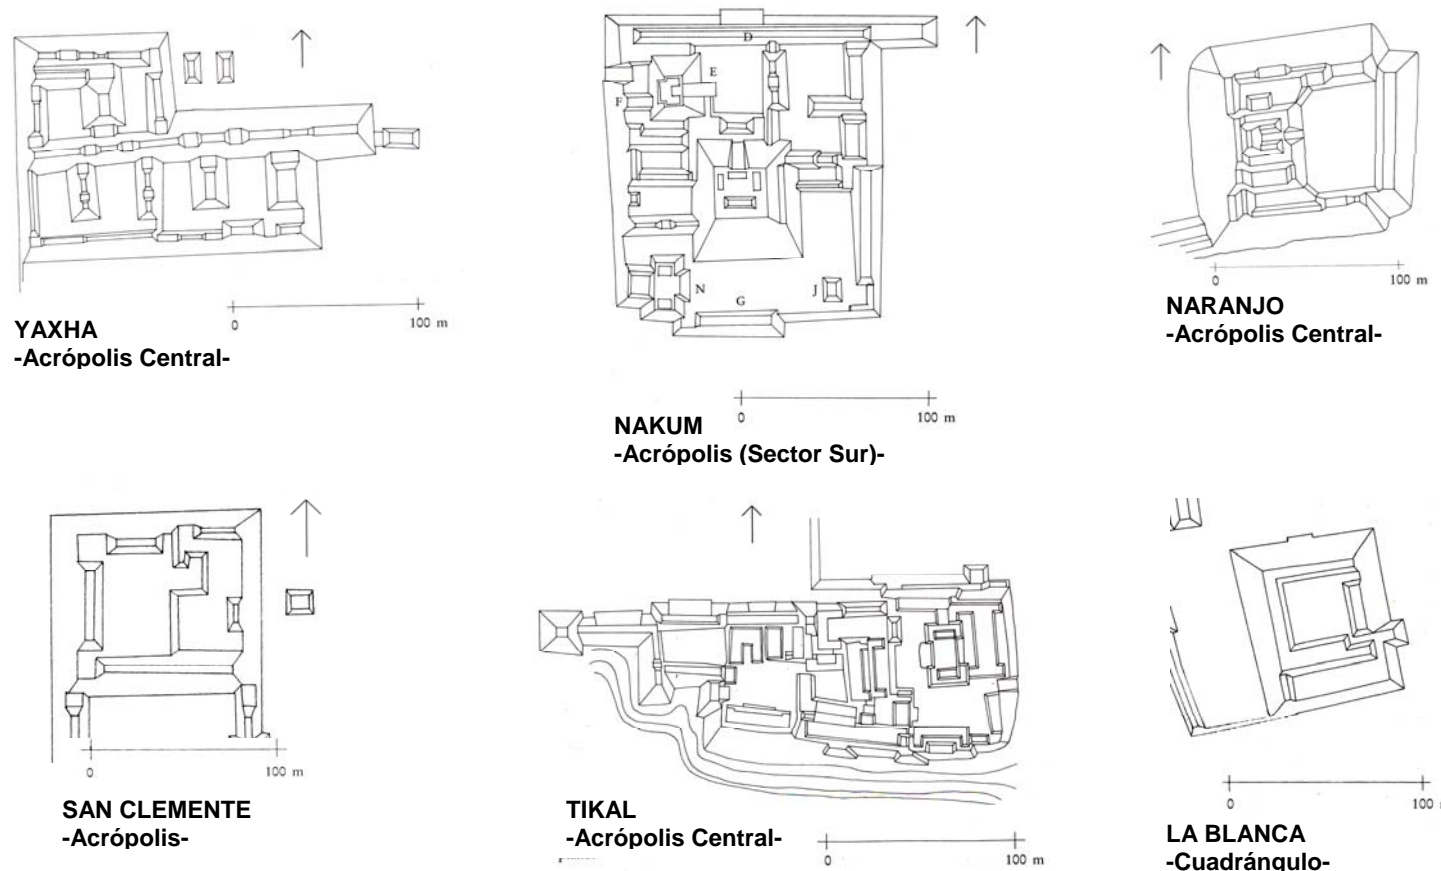 D
E
F
N
G
J
0
100 m
YAXHA
-Acrópolis Central-
0
100 m
NAKUM
-Acrópolis (Sector Sur)-
0
100 m
NARANJO
-Acrópolis Central-
0
100 m
SAN CLEMENTE
-Acrópolis-
0
100 m
TIKAL
-Acrópolis Central-
0
100
LA BLANCA
-Cuadrángulo-